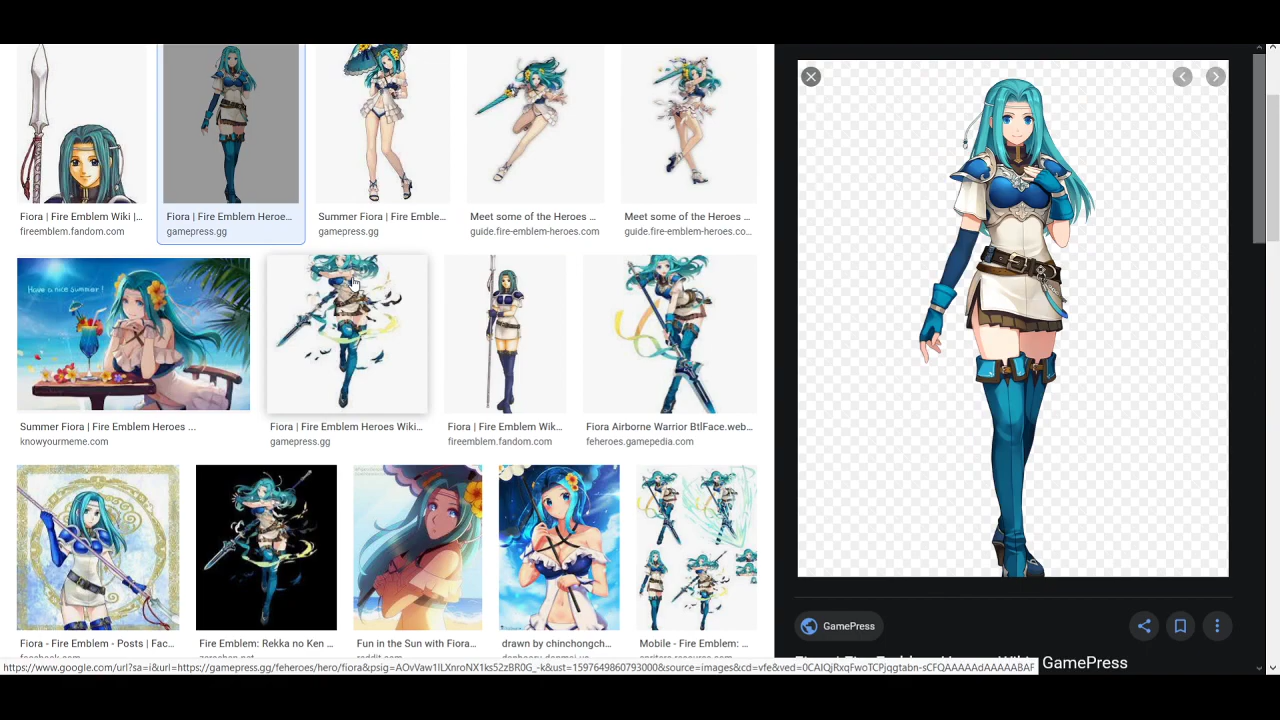 Fiora | Fire Emblem Wiki |...
fireemblem.fandom.com
Fiora | Fire Emblem Heroe...
gamepress.gg
Summer Fiora | Fire Emble...
gamepress.gg
Meet some of the Heroes ...
guide.fire-emblem-heroes.com
Meet some of the Heroes ...
guide.fire-emblem-heroes.co...
Have a nice summer!
Summer Fiora | Fire Emblem Heroes ...
knowyourmeme.com
Fiora | Fire Emblem Heroes Wiki...
gamepress.gg
Fiora | Fire Emblem Wik...
fireemblem.fandom.com
Fiora Airborne Warrior BtlFace.web...
feheroes.gamepedia.com
Fiora - Fire Emblem - Posts | Fac...
Fire Emblem: Rekka no Ken ...
Fun in the Sun with Fiora...
drawn by chinchongch...
Mobile - Fire Emblem: ...
GamePress
GamePress